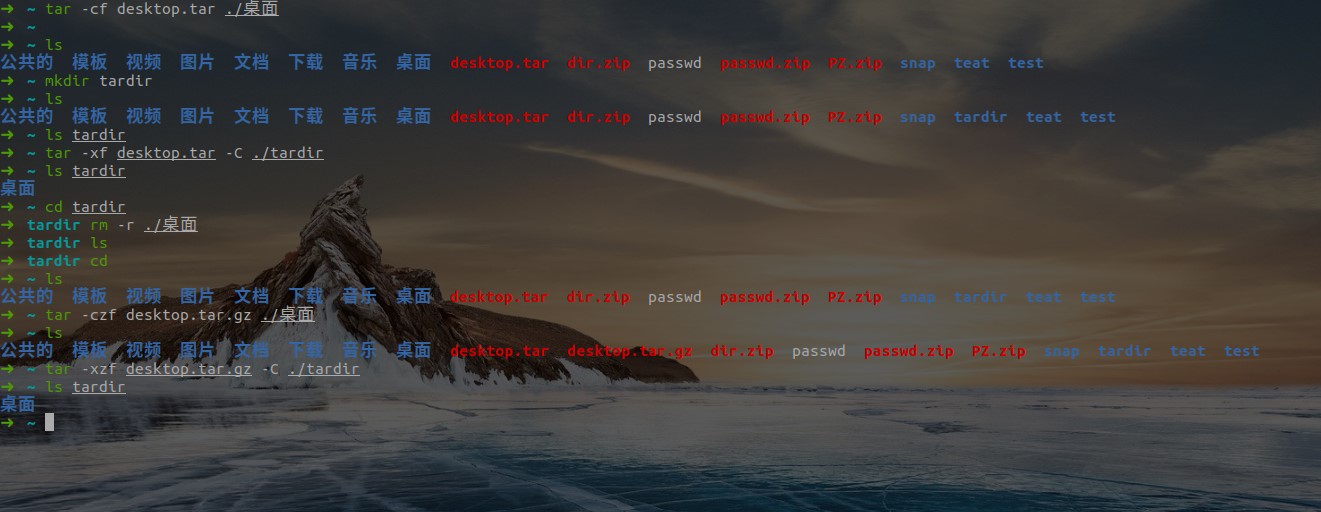 ➜ ~ tar -cf desktop.tar ./桌面
➜ ~
➜ ~ ls
公共的 模板 视频 图片 文档 下载 音乐 桌面 desktop.tar dir.zip passwd passwd.zip PZ.zip snap teat test
➜ ~ mkdir tardir
➜ ~ ls
公共的 模板 视频 图片 文档 下载 音乐 桌面 desktop.tar dir.zip passwd passwd.zip PZ.zip snap tardir teat test
➜ ~ ls tardir
➜ ~ tar -xf desktop.tar -C ./tardir
➜ ~ ls tardir
桌面
➜ ~ cd tardir
➜ tardir rm -r ./桌面
➜ tardir ls
➜ tardir cd
➜ ~ ls
公共的 模板 视频 图片 文档 下载 音乐 桌面 desktop.tar dir.zip passwd passwd.zip PZ.zip snap tardir teat test
➜ ~ tar -czf desktop.tar.gz ./桌面
➜ ~ ls
公共的 模板 视频 图片 文档 下载 音乐 桌面 desktop.tar desktop.tar.gz dir.zip passwd passwd.zip PZ.zip snap tardir teat test
➜ ~ tar -xzf desktop.tar.gz -C ./tardir
➜ ~ ls tardir
桌面
➜ ~